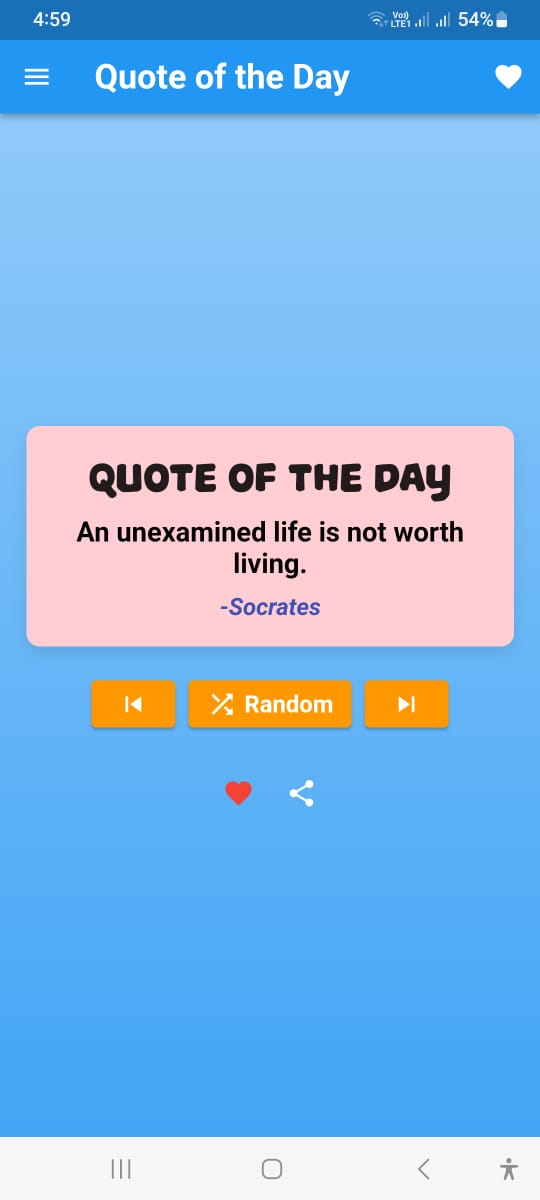 4:59
Vo)) LTE1 54%
Quote of the Day
QUOTE OF THE DAY
An unexamined life is not worth
living.
-Socrates
Random